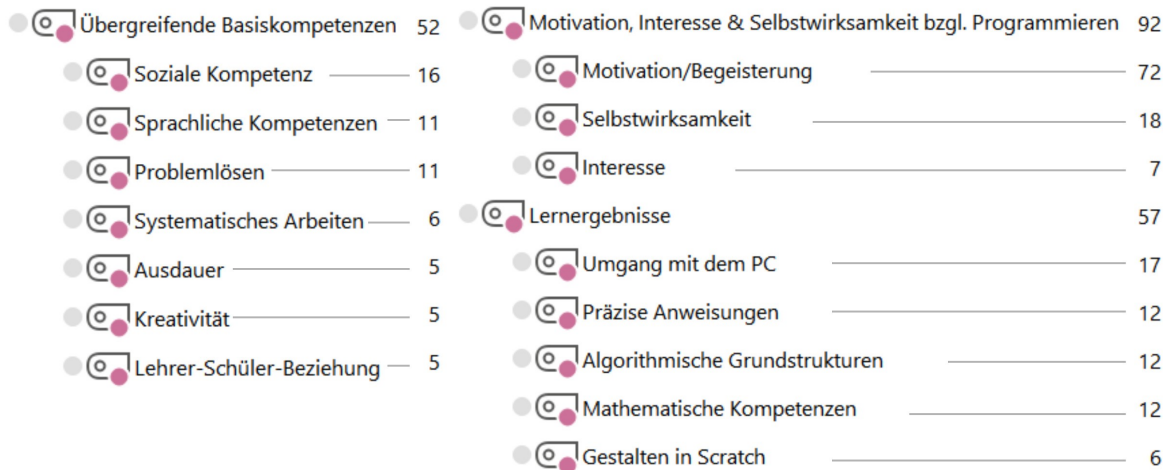 Übergreifende Basiskompetenzen 52
Soziale Kompetenz 16
Sprachliche Kompetenzen 11
Problemlösen 11
Systematisches Arbeiten 6
Ausdauer 5
Kreativität 5
Lehrer-Schüler-Beziehung 5
Motivation, Interesse & Selbstwirksamkeit bzgl. Programmieren 92
Motivation/Begeisterung 72
Selbstwirksamkeit 18
Interesse 7
Lernergebnisse 57
Umgang mit dem PC 17
Präzise Anweisungen 12
Algorithmische Grundstrukturen 12
Mathematische Kompetenzen 12
Gestalten in Scratch 6